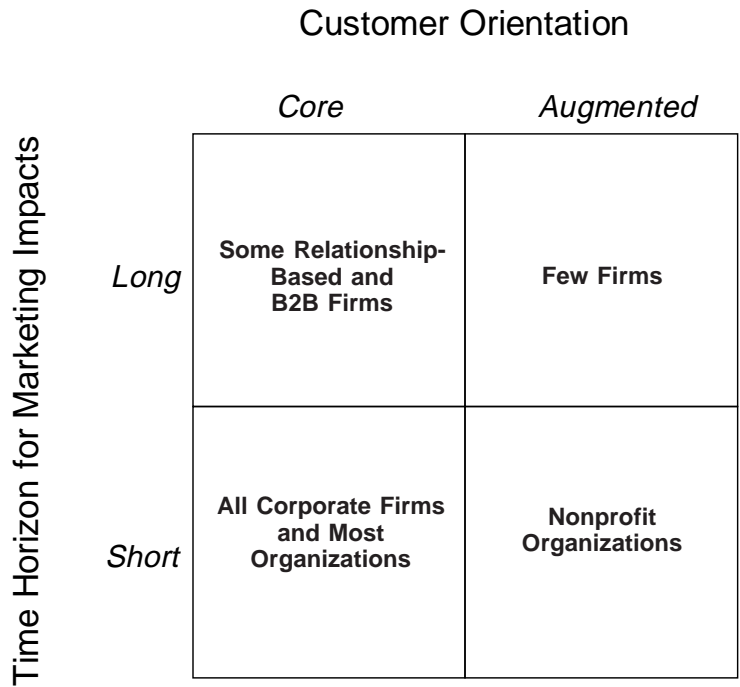 Customer Orientation
Core
Augmented
Time Horizon for Marketing Impacts
Long
Some Relationship-
Based and
B2B Firms
Few Firms
Short
All Corporate Firms
and Most
Organizations
Nonprofit
Organizations